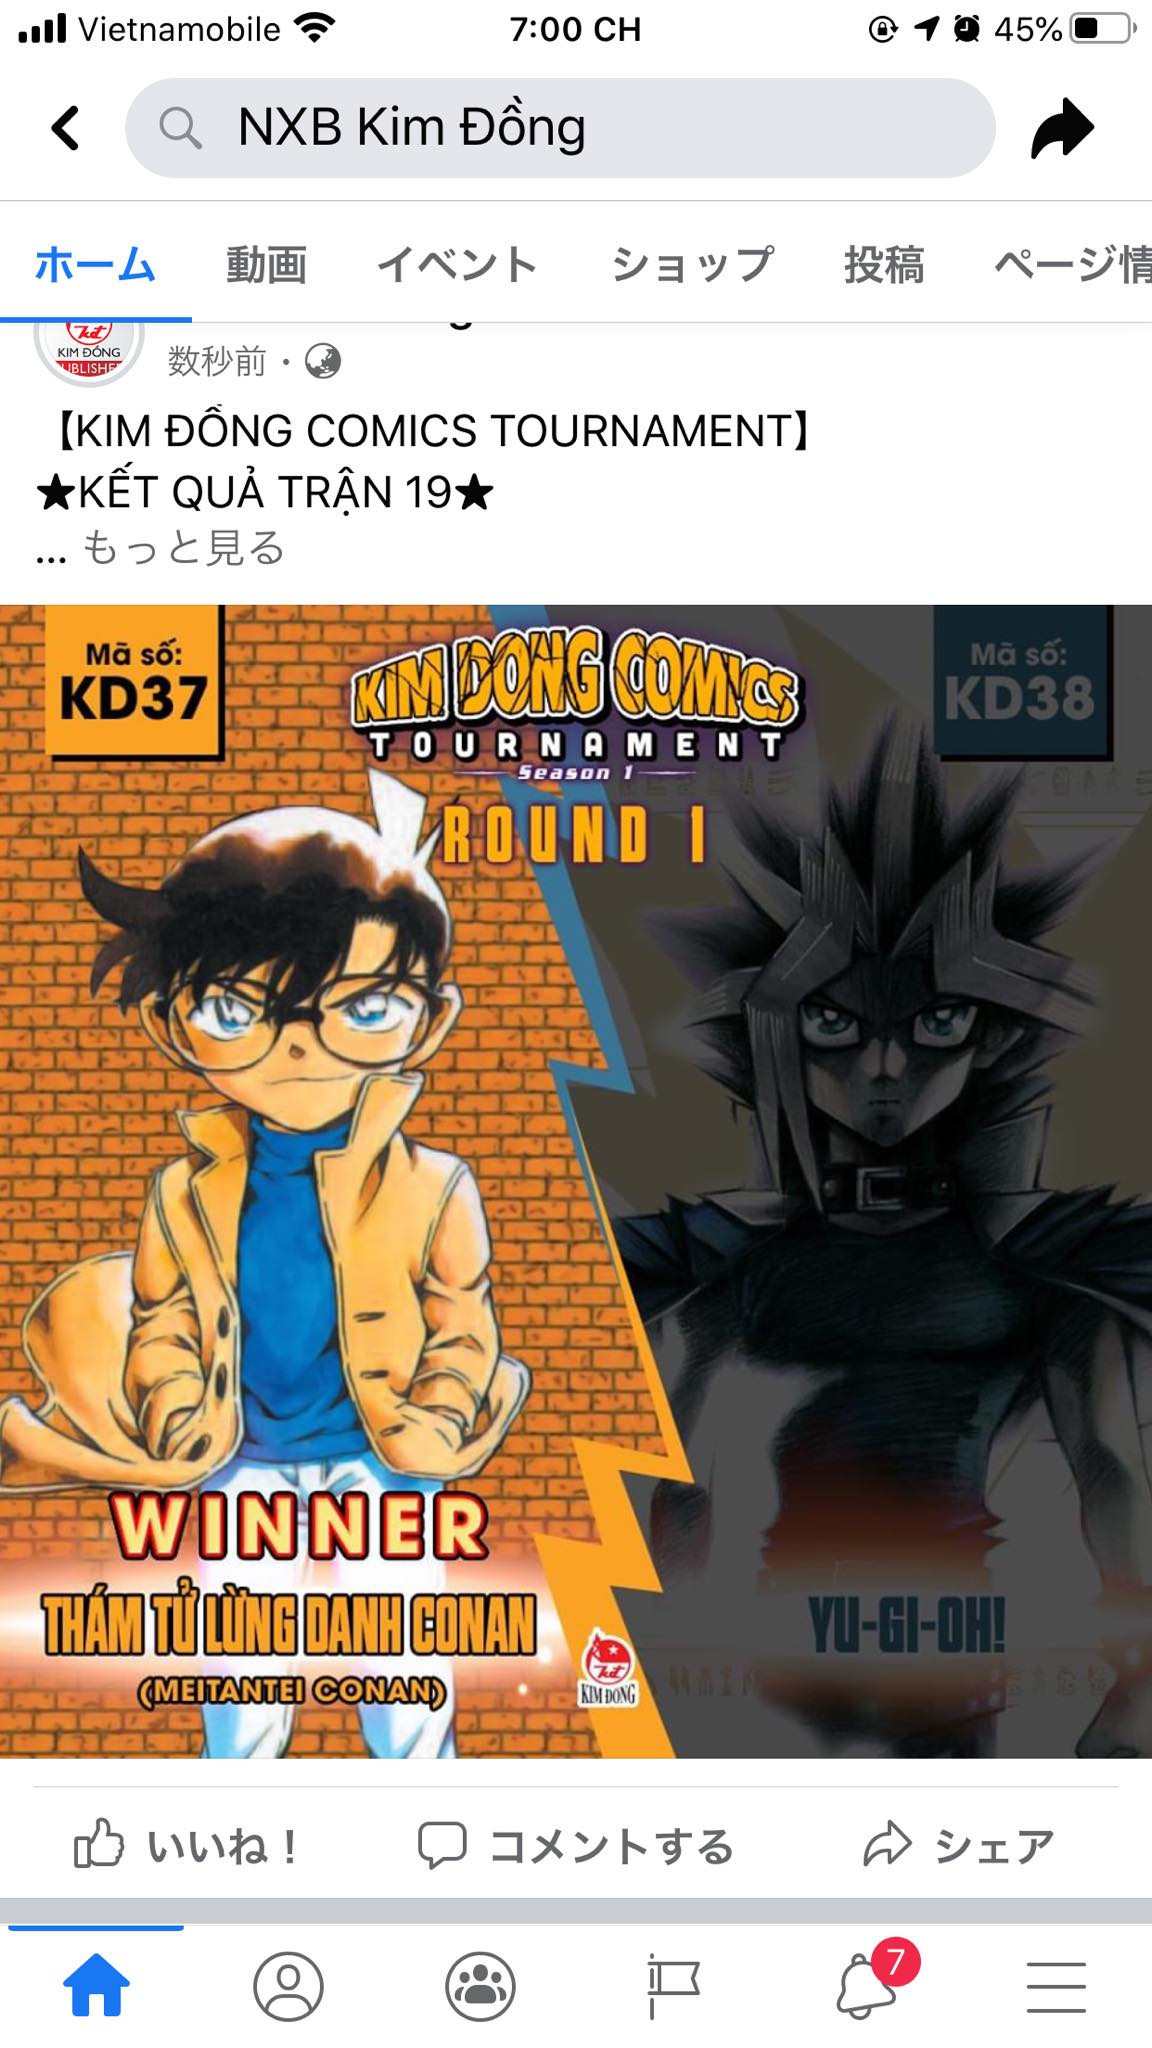 Vietnamobile 7:00 CH 45%
NXB Kim Đồng
ホーム 動画 イベント ショップ 投稿 ページ情
KIM ĐỒNG
数秒前 ·
【KIM ĐỒNG COMICS TOURNAMENT】
★KẾT QUẢ TRẬN 19★
... もっと見る
Mã số:
KD37
KIM DONG COMICS
TOURNAMENT
Season 1
ROUND 1
Mã số:
KD38
WINNER
THÁM TỬ LỪNG DANH CONAN
(MEITANTEI CONAN)
KIM ĐỒNG
YU-GI-OH!
いいね！ コメントする シェア
7